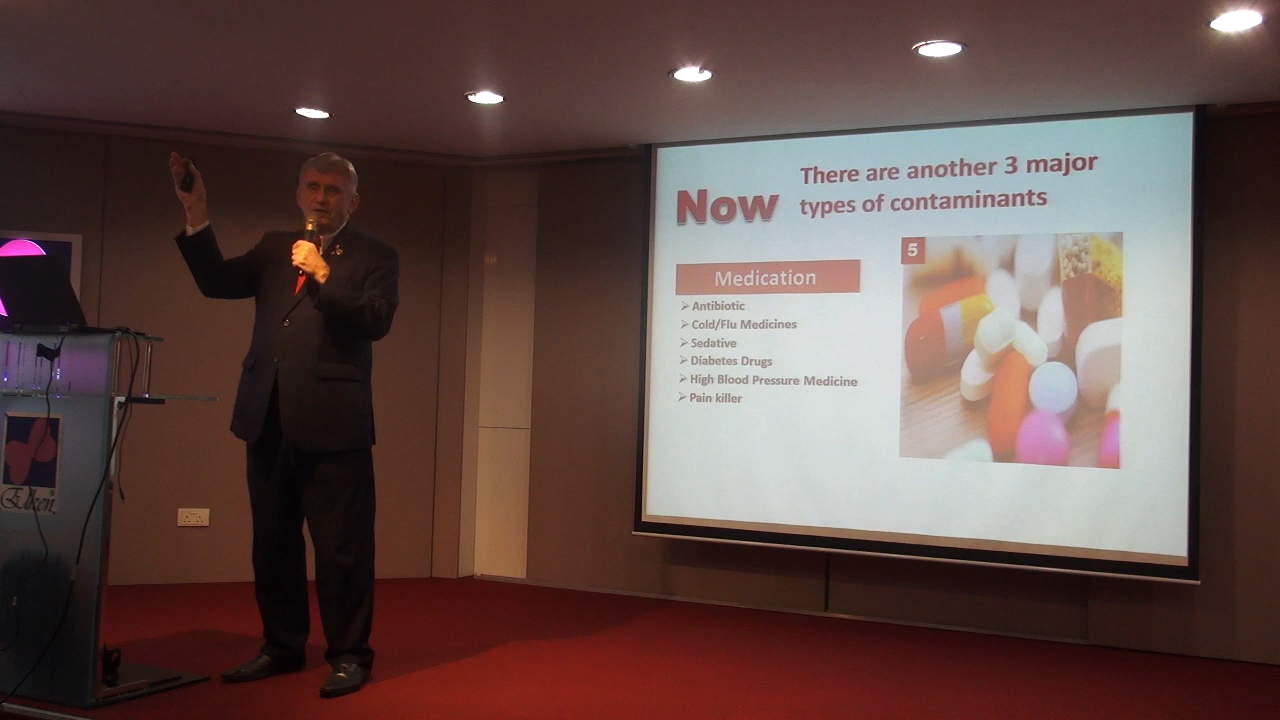 Now
There are another 3 major
types of contaminants
5
Medication
➢ Antibiotic
➢ Cold/Flu Medicines
➢ Sedative
➢ Diabetes Drugs
➢ High Blood Pressure Medicine
➢ Pain killer
Elken